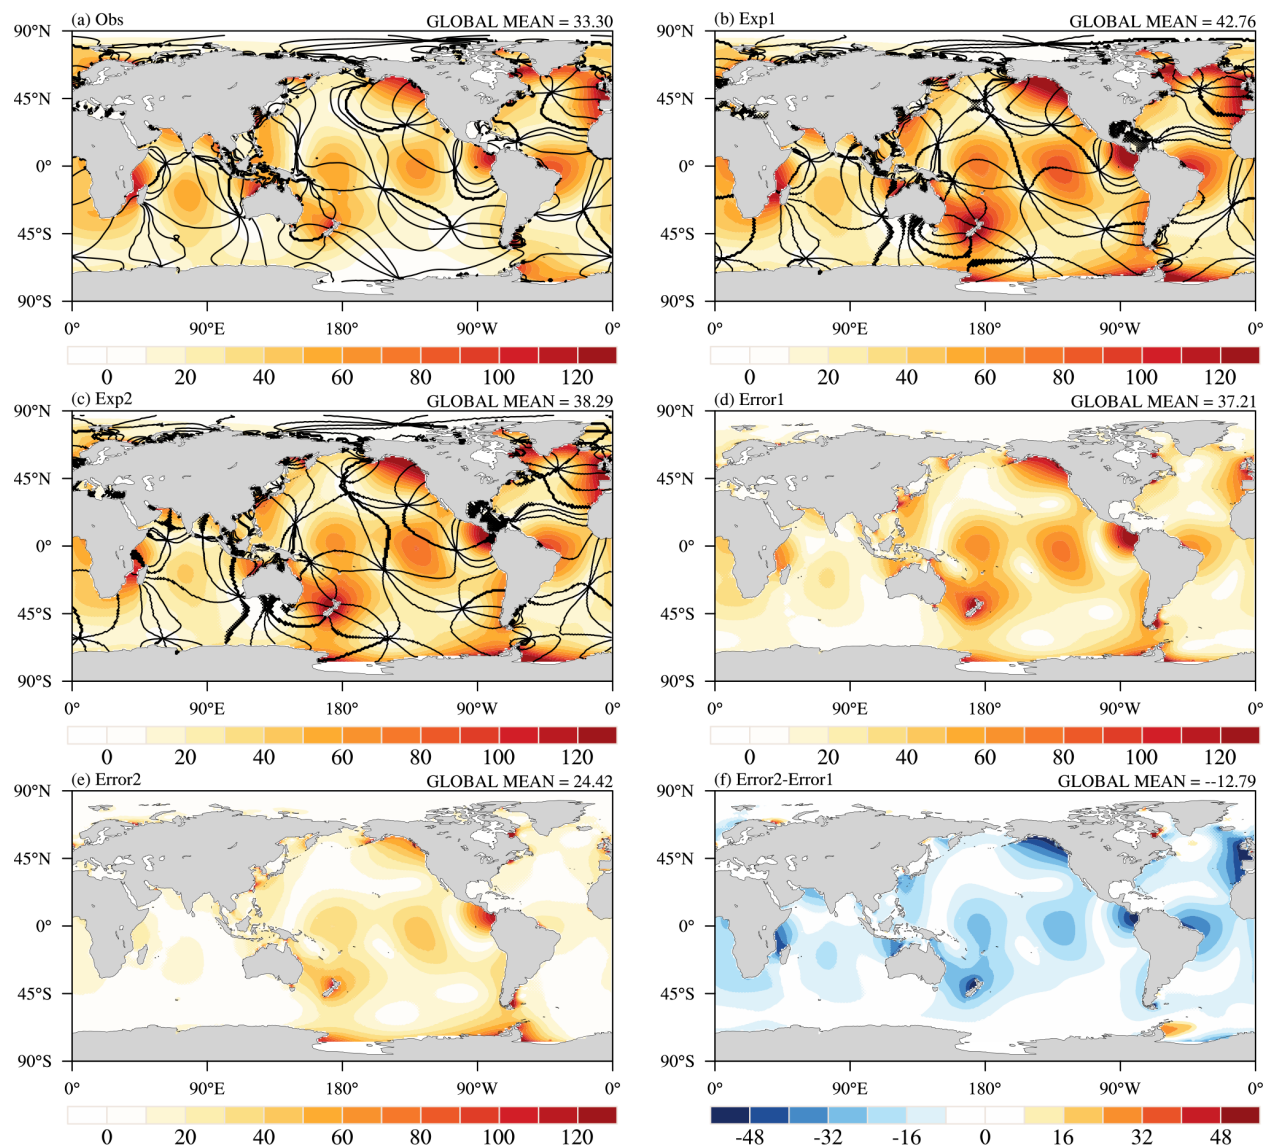 (a) Obs GLOBAL MEAN = 33.30 (b) Exp1 GLOBAL MEAN = 42.76
90°N 90°N
45°N 45°N
0° 0°
45°S 45°S
90°S 90°S
0° 90°E 180° 90°W 0° 0° 90°E 180° 90°W 0°
0 20 40 60 80 100 120 0 20 40 60 80 100 120
(c) Exp2 GLOBAL MEAN = 38.29 (d) Error1 GLOBAL MEAN = 37.21
90°N 90°N
45°N 45°N
0° 0°
45°S 45°S
90°S 90°S
0° 90°E 180° 90°W 0° 0° 90°E 180° 90°W 0°
0 20 40 60 80 100 120 0 20 40 60 80 100 120
(e) Error2 GLOBAL MEAN = 24.42 (f) Error2-Error1 GLOBAL MEAN = --12.79
90°N 90°N
45°N 45°N
0° 0°
45°S 45°S
90°S 90°S
0° 90°E 180° 90°W 0° 0° 90°E 180° 90°W 0°
0 20 40 60 80 100 120 -48 -32 -16 0 16 32 48